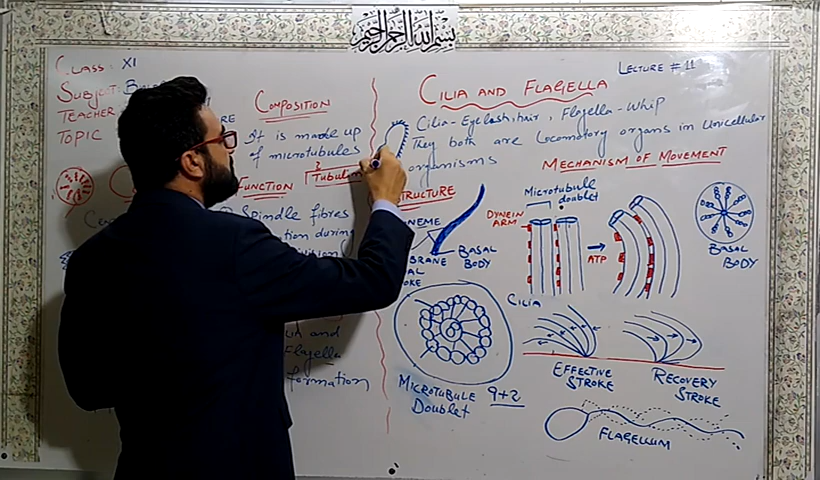 بسم الله الرحمن الرحيم
CLASS: XI
SUBJECT:
TEACHER
TOPIC
COMPOSITION
It is made up
of microtubules
Tubulin
FUNCTION
Spindle fibres
during
and
Flagella
formation
LECTURE # 11
CILIA AND FLAGELLA
Cilia - Eyelash, hair, Flagella - Whip
They both are Locomotory organs in Unicellular
organisms
STRUCTURE
BASAL
BODY
MICROTUBULE
Doublet
9+2
MECHANISM OF MOVEMENT
Microtubule
doublet
DYNEIN
ARM
ATP
BASAL
BODY
CILIA
EFFECTIVE
STROKE
RECOVERY
STROKE
FLAGELLUM